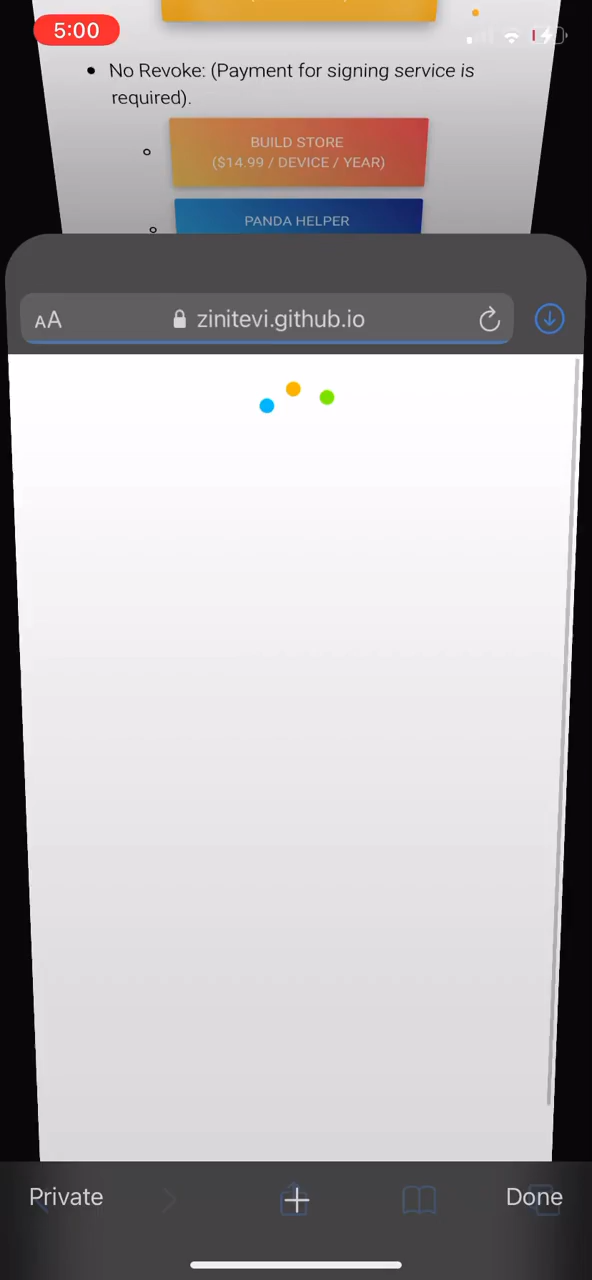 5:00
No Revoke: (Payment for signing service is
required).
BUILD STORE
($14.99 / DEVICE / YEAR)
PANDA HELPER
AA
zinitevi.github.io
Private
Done